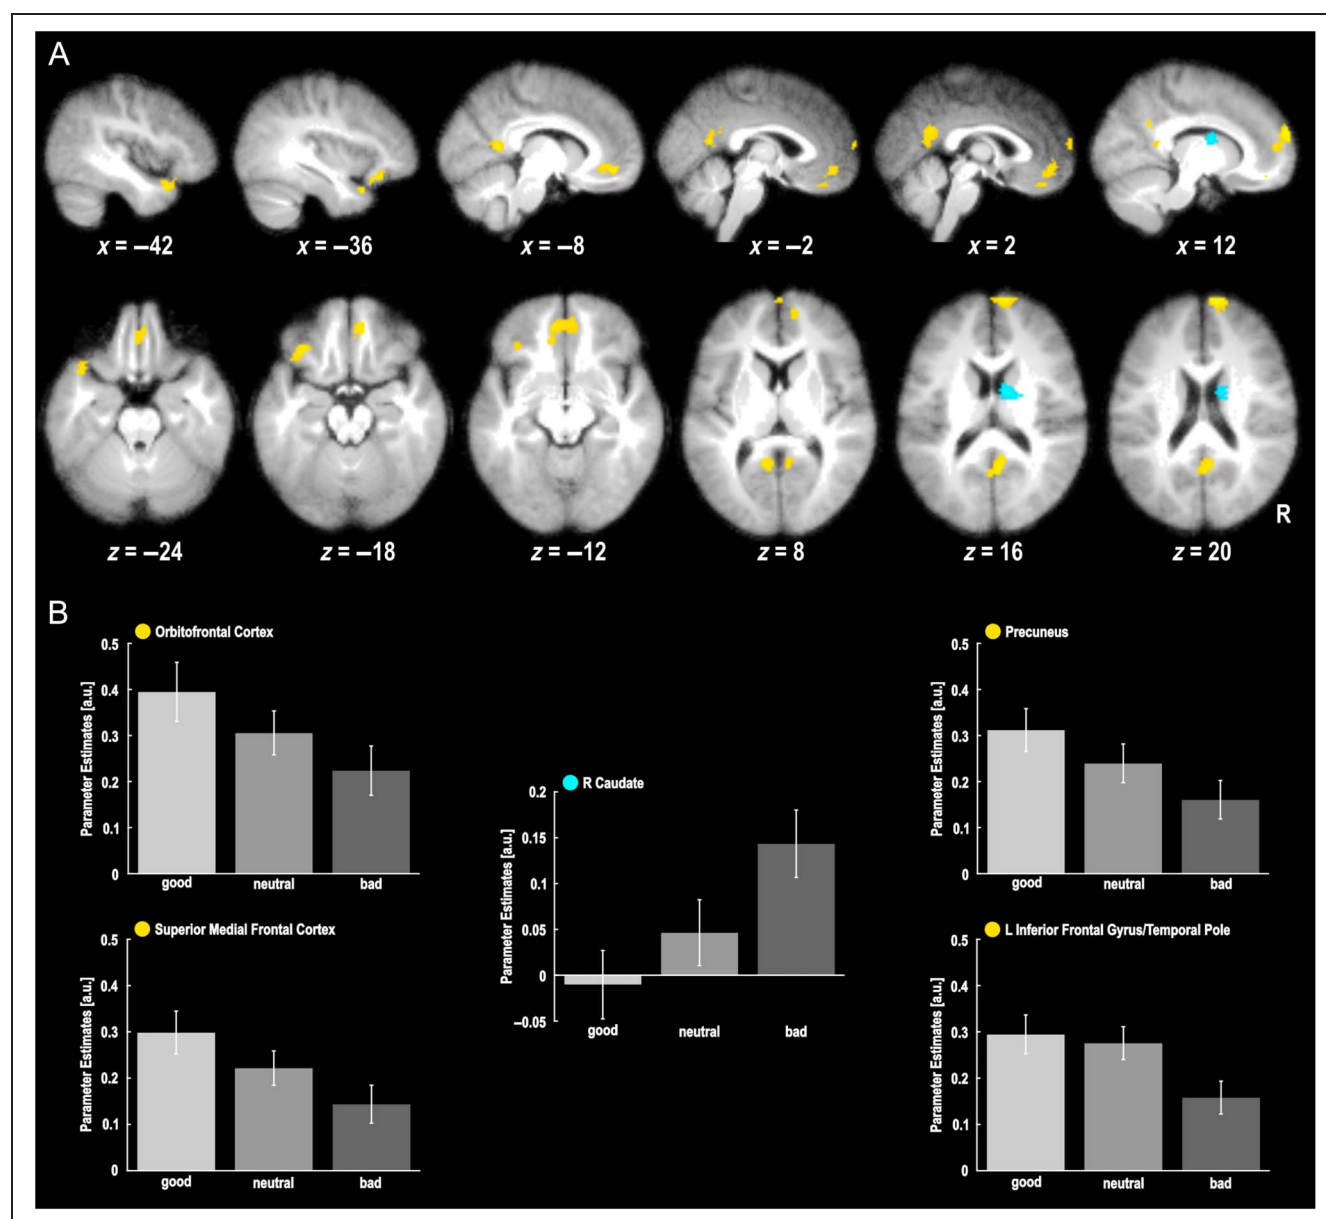 A
x = –42
x = –36
x = –8
x = –2
x = 2
x = 12
R
z = –24
z = –18
z = –12
z = 8
z = 16
z = 20
B
Orbitofrontal Cortex
Parameter Estimates [a.u.]
0.5
0.4
0.3
0.2
0.1
0
good neutral bad
Superior Medial Frontal Cortex
Parameter Estimates [a.u.]
0.5
0.4
0.3
0.2
0.1
0
good neutral bad
R Caudate
Parameter Estimates [a.u.]
0.2
0.15
0.1
0.05
0
–0.05
good neutral bad
Precuneus
Parameter Estimates [a.u.]
0.5
0.4
0.3
0.2
0.1
0
good neutral bad
L Inferior Frontal Gyrus/Temporal Pole
Parameter Estimates [a.u.]
0.5
0.4
0.3
0.2
0.1
0
good neutral bad